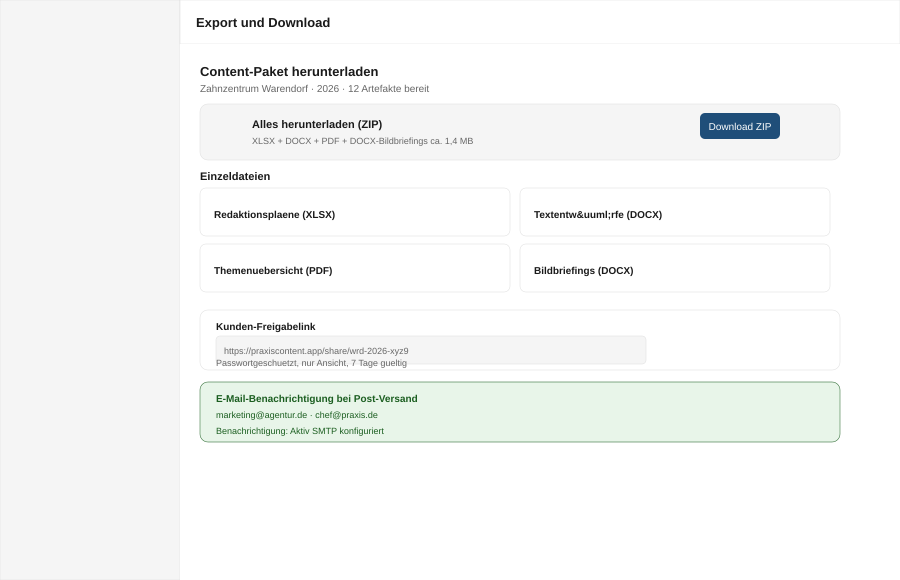 Export und Download
Content-Paket herunterladen
Zahnzentrum Warendorf · 2026 · 12 Artefakte bereit
Alles herunterladen (ZIP)
Download ZIP
XLSX + DOCX + PDF + DOCX-Bildbriefings ca. 1,4 MB
Einzeldateien
Redaktionsplaene (XLSX)
Textentw&uuml;rfe (DOCX)
Themenuebersicht (PDF)
Bildbriefings (DOCX)
Kunden-Freigabelink
https://praxiscontent.app/share/wrd-2026-xyz9
Passwortgeschuetzt, nur Ansicht, 7 Tage gueltig
E-Mail-Benachrichtigung bei Post-Versand
marketing@agentur.de · chef@praxis.de
Benachrichtigung: Aktiv SMTP konfiguriert